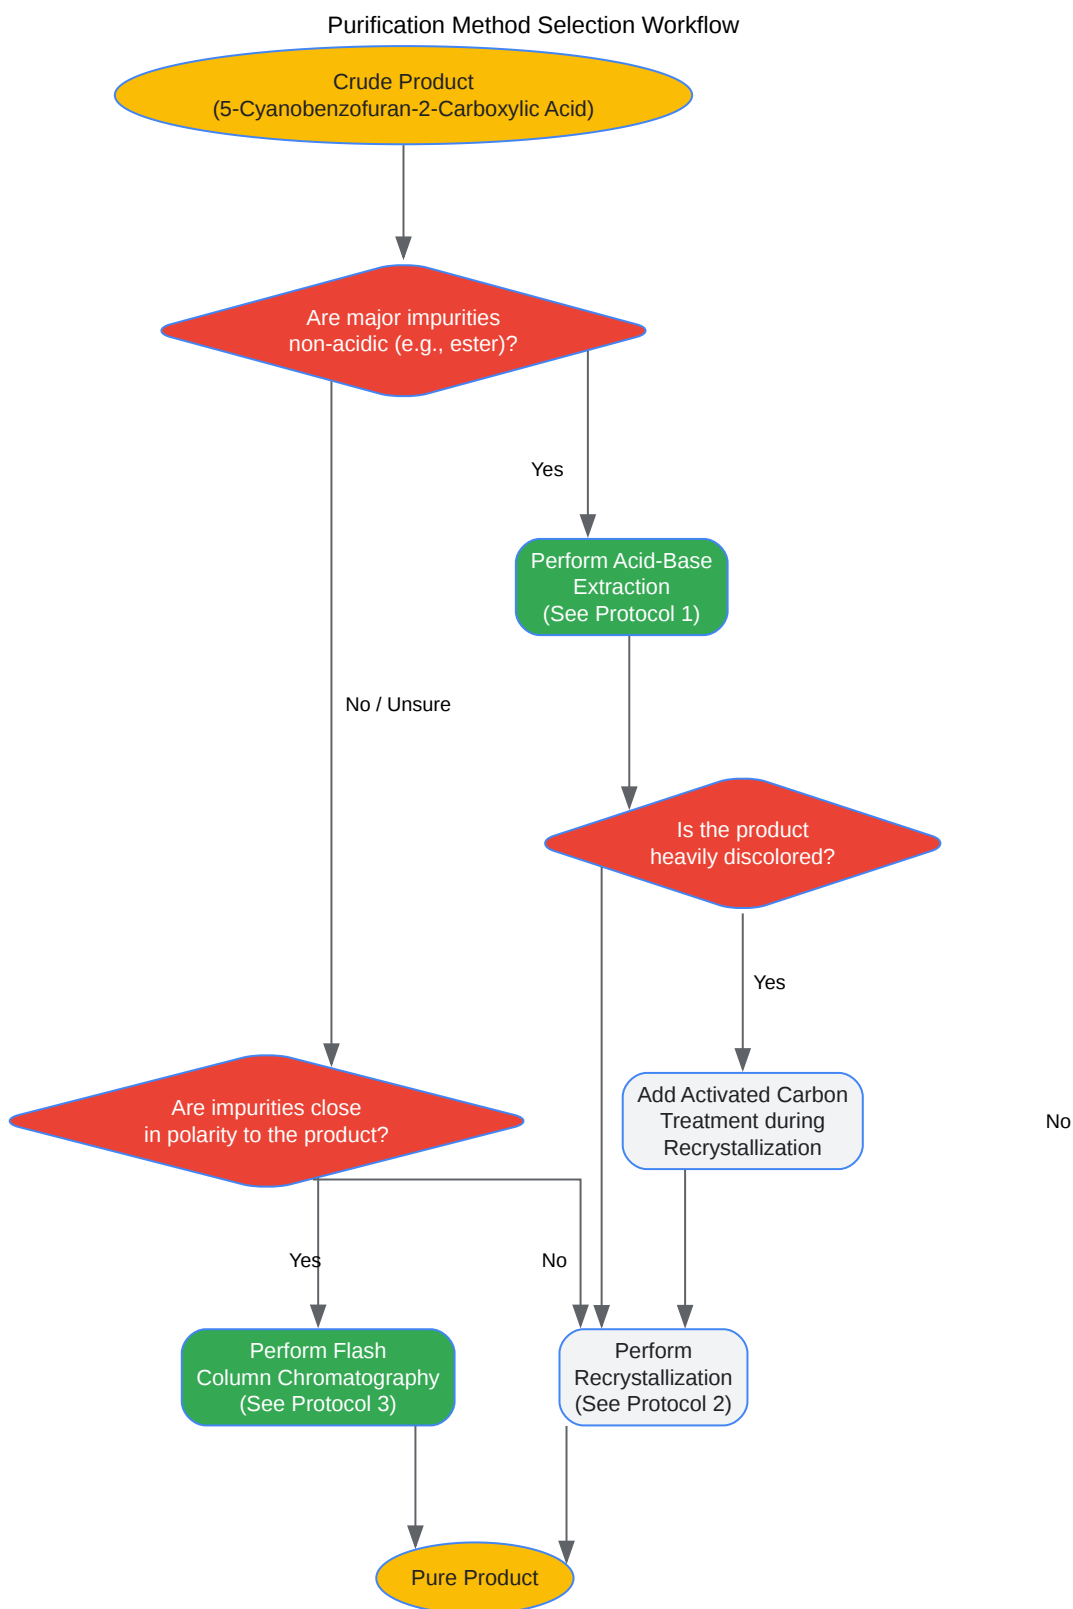 Purification Method Selection Workflow
Crude Product
(5-Cyanobenzofuran-2-Carboxylic Acid)
Are major impurities
non-acidic (e.g., ester)?
Yes
Perform Acid-Base
Extraction
(See Protocol 1)
No / Unsure
Is the product
heavily discolored?
Yes
Are impurities close
in polarity to the product?
Add Activated Carbon
Treatment during
Recrystallization
No
Yes
No
Perform Flash
Column Chromatography
(See Protocol 3)
Perform
Recrystallization
(See Protocol 2)
Pure Product